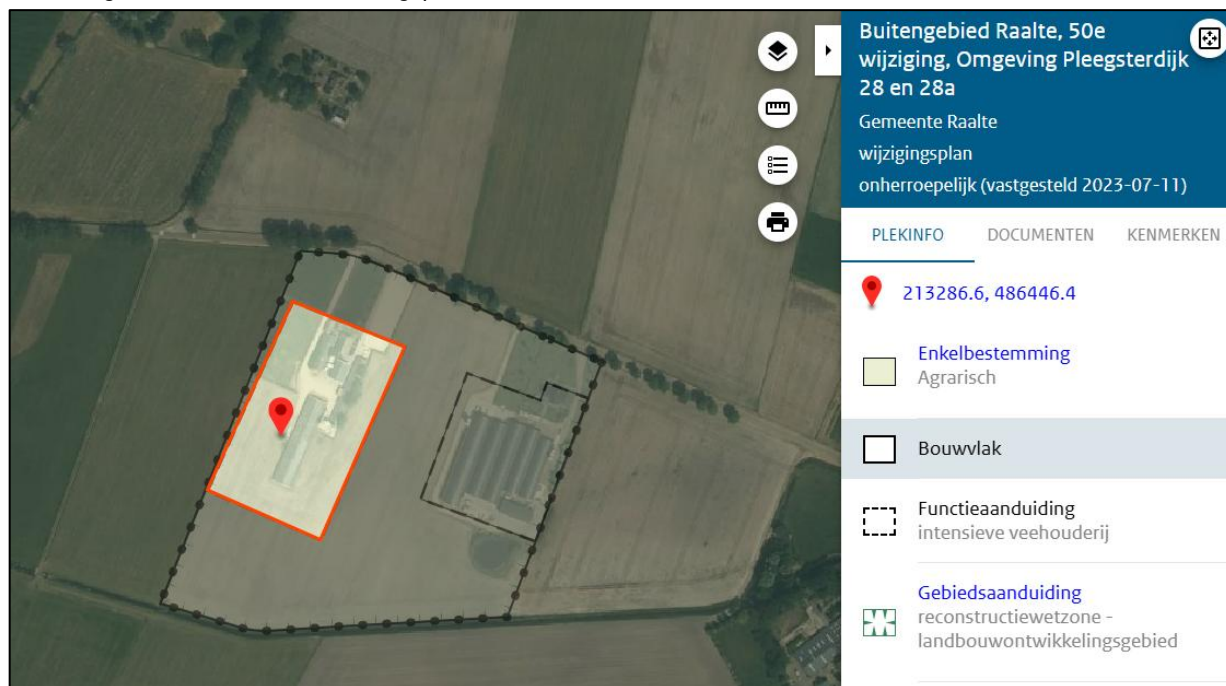 Buitengebied Raalte, 50e
wijziging, Omgeving Pleegsterdijk
28 en 28a
Gemeente Raalte
wijzigingsplan
onherroepelijk (vastgesteld 2023-07-11)
PLEKINFO DOCUMENTEN KENMERKEN
213286.6, 486446.4
Enkelbestemming
Agrarisch
Bouwvlak
Functieaanduiding
intensieve veehouderij
Gebiedsaanduiding
reconstructiewetzone -
landbouwontwikkelingsgebied